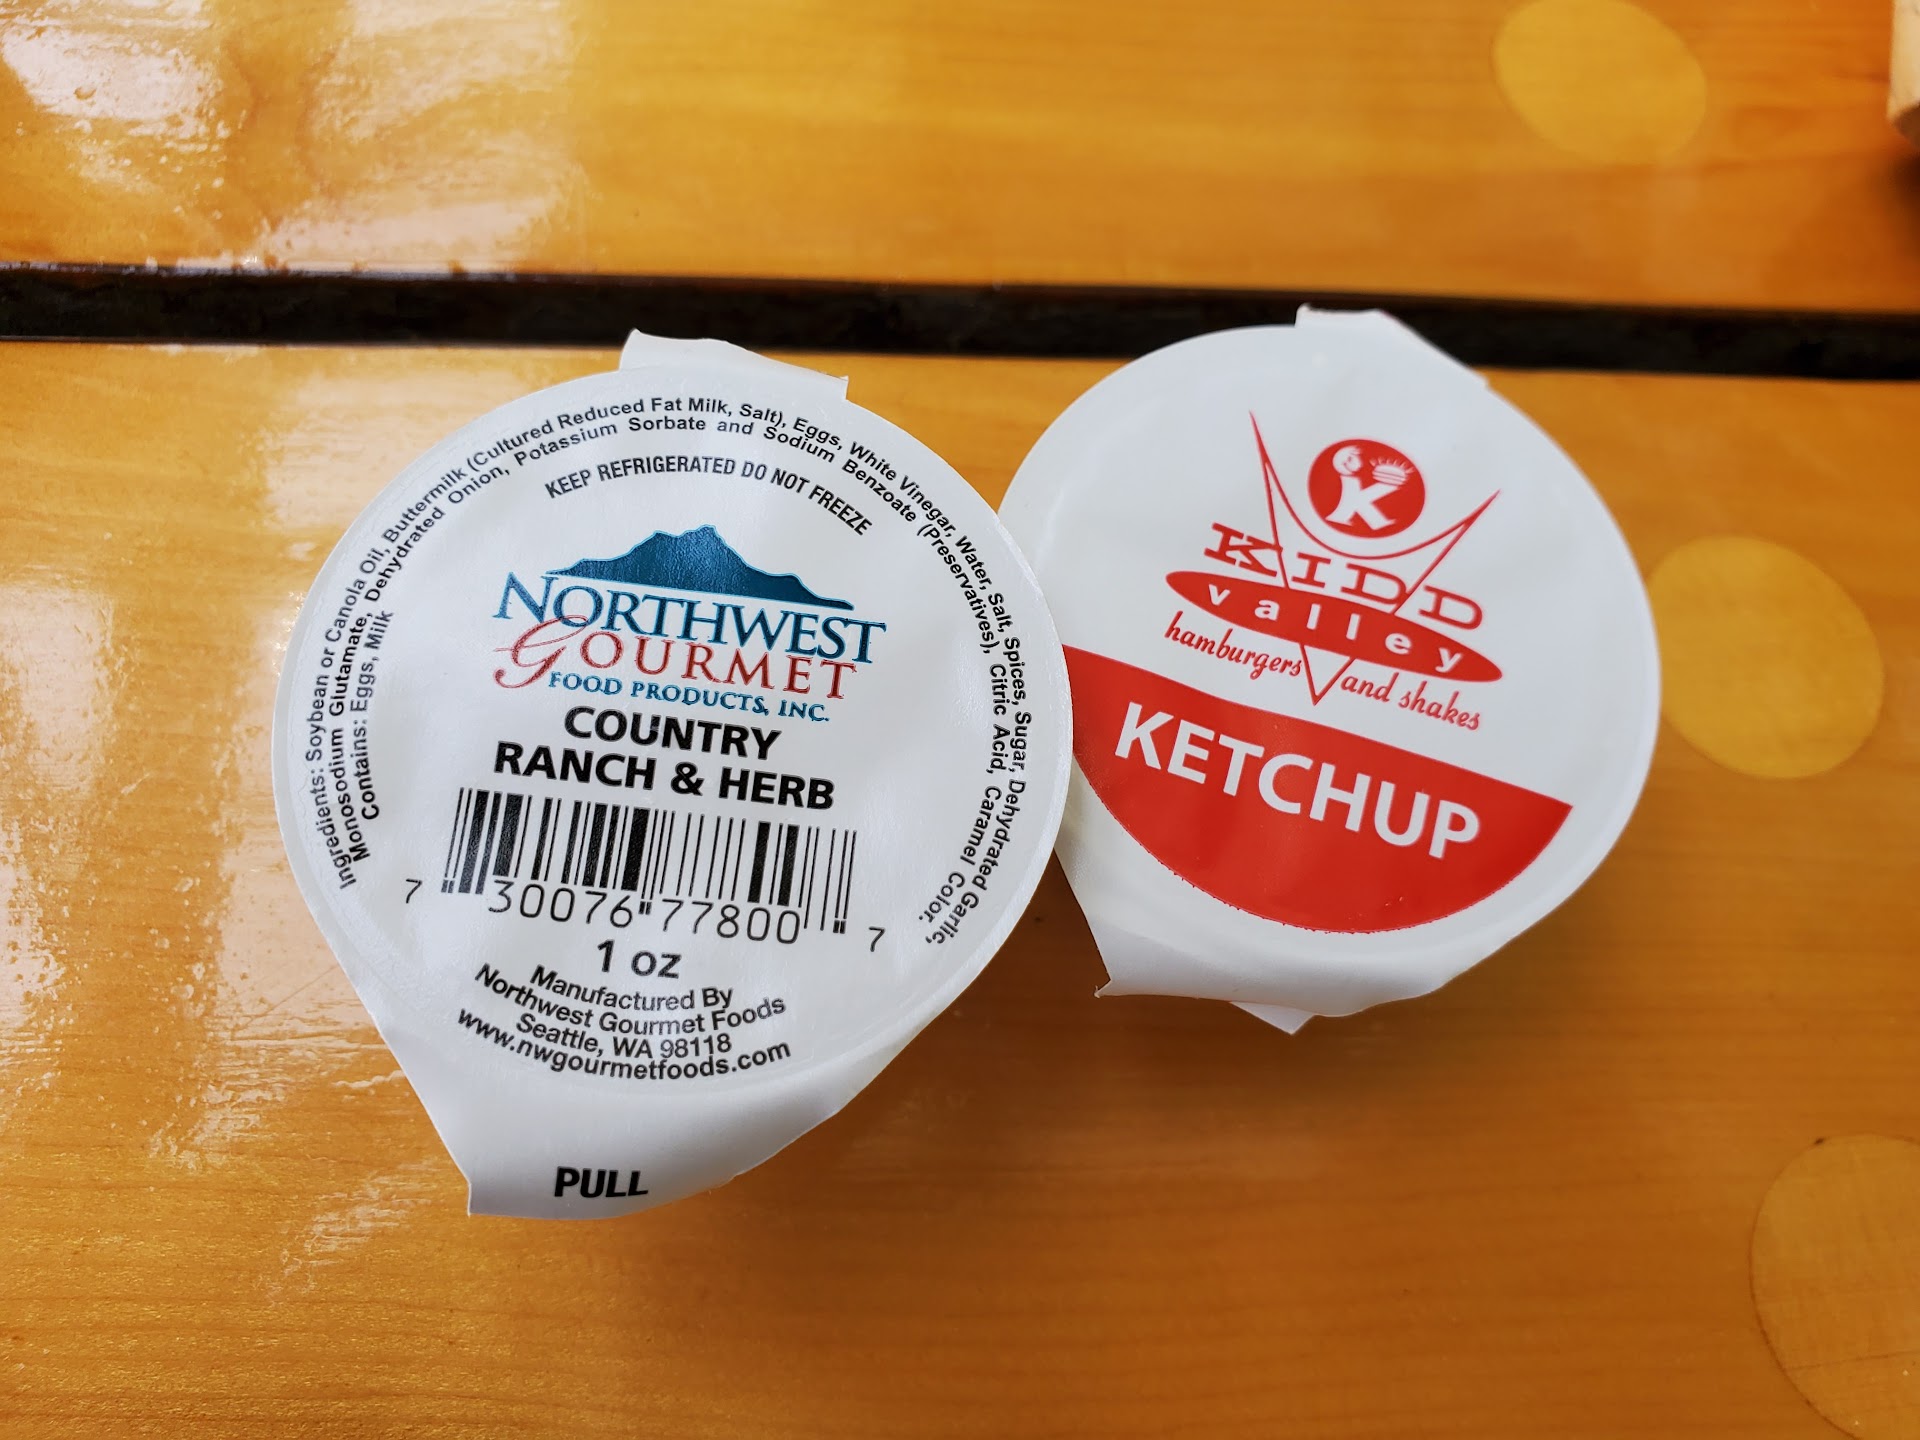 Ingredients: Soybean or Canola Oil, Buttermilk (Cultured Reduced Fat Milk, Salt), Eggs, White Vinegar, Water, Salt, Spices, Sugar, Dehydrated Garlic,
Monosodium Glutamate, Dehydrated Onion, Potassium Sorbate and Sodium Benzoate (Preservatives), Citric Acid, Caramel Color.
Contains: Eggs, Milk
KEEP REFRIGERATED DO NOT FREEZE
NORTHWEST
GOURMET
FOOD PRODUCTS, INC.
COUNTRY
RANCH & HERB
7 30076 77800 7
1 oz
Manufactured By
Northwest Gourmet Foods
Seattle, WA 98118
www.nwgourmetfoods.com
PULL
K
KIDD
valley
hamburgers and shakes
KETCHUP